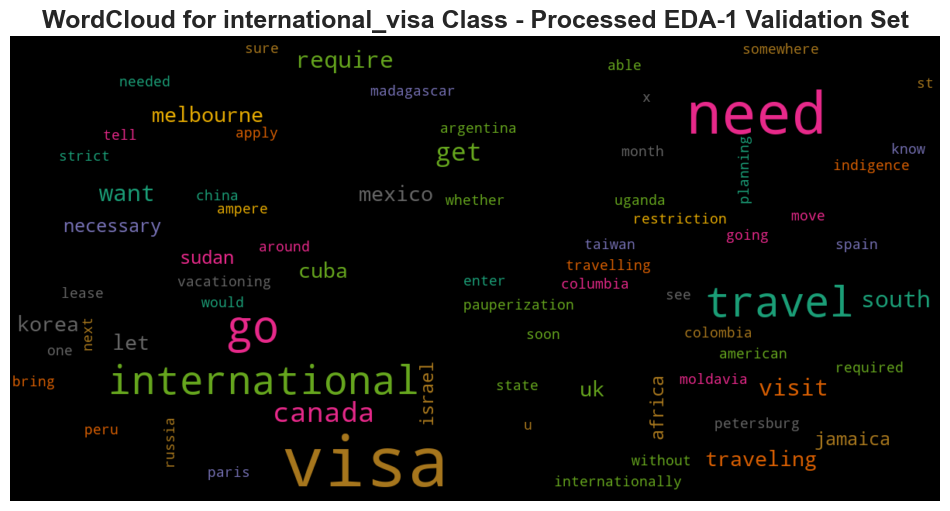 WordCloud for international_visa Class - Processed EDA-1 Validation Set
sure
somewhere
require
able
needed
st
madagascar
x
need
melbourne
argentina
tell
apply
month
know
get
planning
strict
indigence
want
china
mexico
whether
uganda
ampere
restriction
move
necessary
going
around
taiwan
spain
sudan
travelling
cuba
vacationing
enter
columbia
lease
see
would
travel
south
pauperization
korea
next
go
soon
colombia
let
one
american
international
required
bring
state
israel
uk
africa
moldavia
visit
canada
peru
russia
u
petersburg
jamaica
visa
paris
without
traveling
internationally